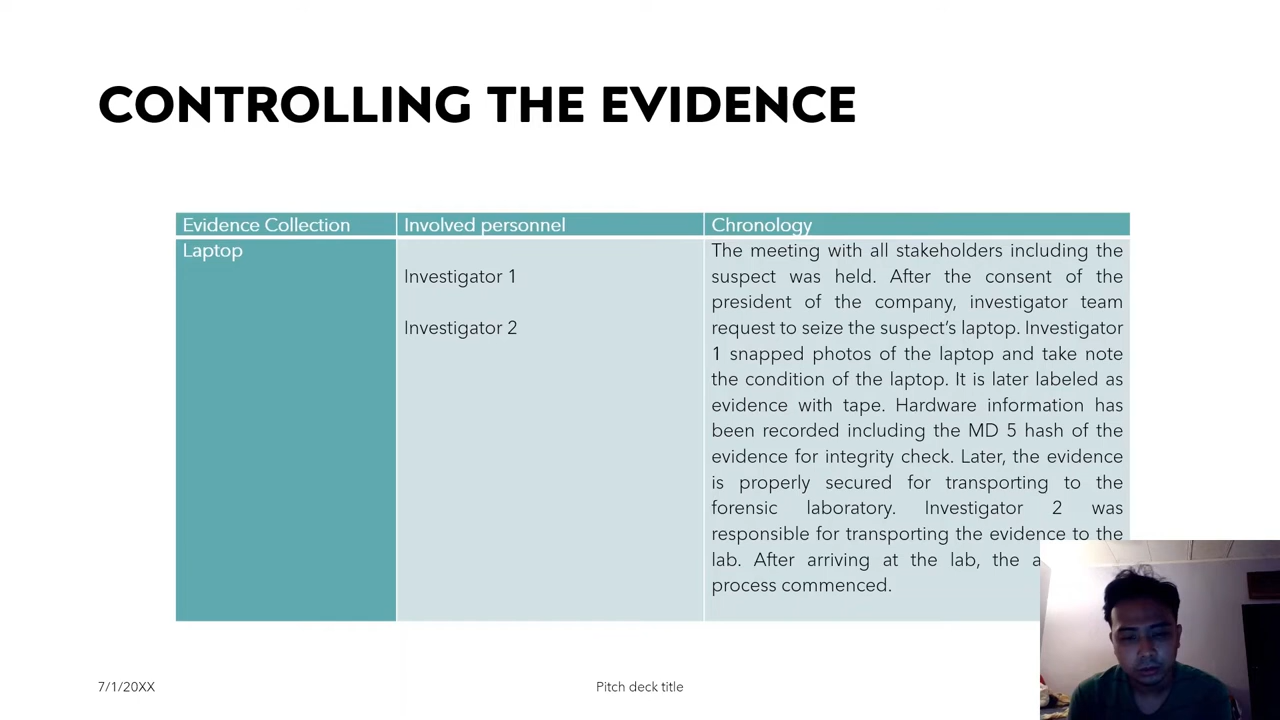 CONTROLLING THE EVIDENCE
Evidence Collection
Involved personnel
Chronology
Laptop
Investigator 1
Investigator 2
The meeting with all stakeholders including the
suspect was held. After the consent of the
president of the company, investigator team
request to seize the suspect's laptop. Investigator
1 snapped photos of the laptop and take note
the condition of the laptop. It is later labeled as
evidence with tape. Hardware information has
been recorded including the MD 5 hash of the
evidence for integrity check. Later, the evidence
is properly secured for transporting to the
forensic laboratory. Investigator 2 was
responsible for transporting the evidence to the
lab. After arriving at the lab, the
process commenced.
7/1/20XX
Pitch deck title